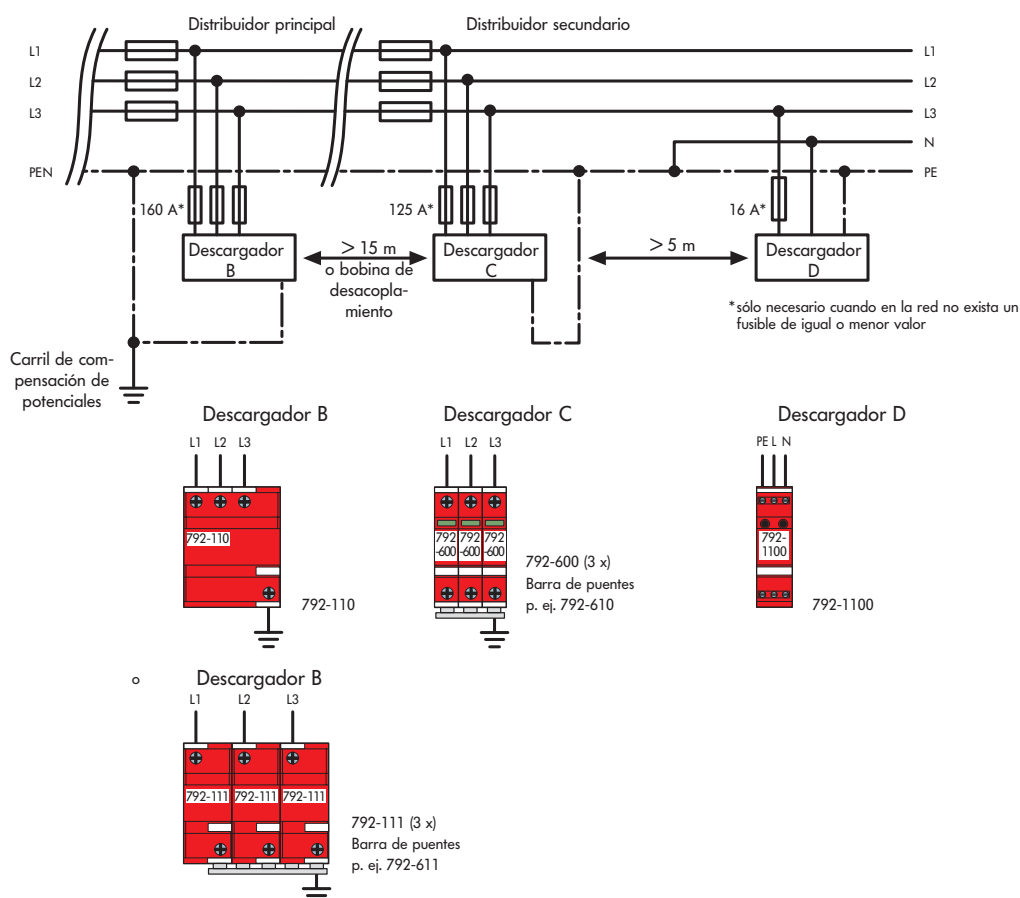 Distribuidor principal
Distribuidor secundario
L1
L1
L2
L2
L3
L3
N
PEN
PE
160 A*
125 A*
16 A*
Descargador
B
> 15 m
o bobina de
desacopla-
miento
Descargador
C
> 5 m
Descargador
D
*sólo necesario cuando en la red no exista un
fusible de igual o menor valor
Carril de com-
pensación de
potenciales
Descargador B
L1 L2 L3
792-110
792-110
Descargador C
L1 L2 L3
792 792 792
-600 -600 -600
792-600 (3 x)
Barra de puentes
p. ej. 792-610
Descargador D
PE L N
792-
1100
792-1100
o
Descargador B
L1 L2 L3
792-111 792-111 792-111
792-111 (3 x)
Barra de puentes
p. ej. 792-611